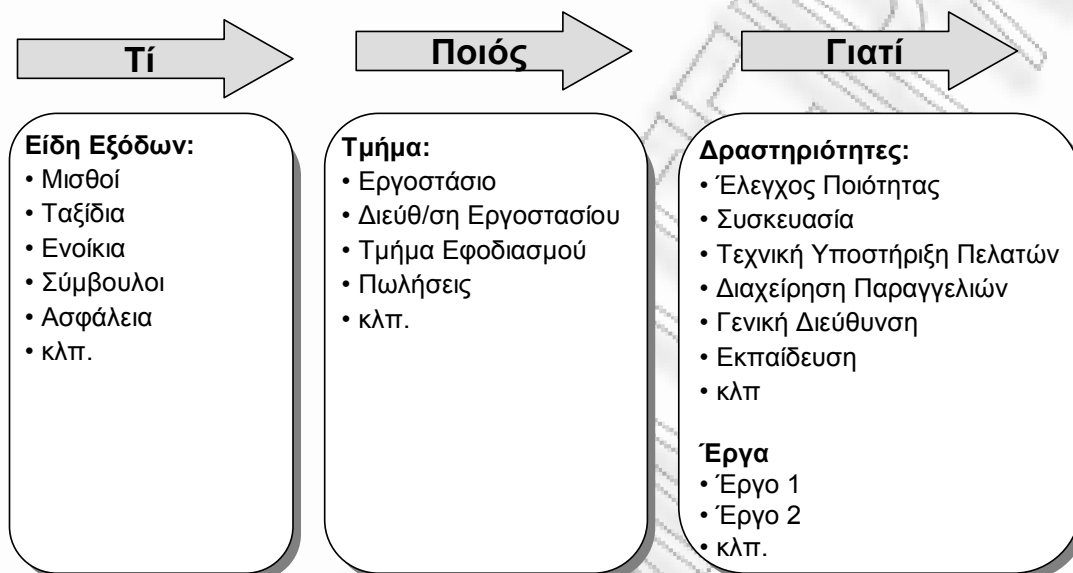 Τί
Ποιός
Γιατί
Είδη Εξόδων:
• Μισθοί
• Ταξίδια
• Ενοίκια
• Σύμβουλοι
• Ασφάλεια
• κλπ.
Τμήμα:
• Εργοστάσιο
• Διεύθ/ση Εργοστασίου
• Τμήμα Εφοδιασμού
• Πωλήσεις
• κλπ.
Δραστηριότητες:
• Έλεγχος Ποιότητας
• Συσκευασία
• Τεχνική Υποστήριξη Πελατών
• Διαχείρηση Παραγγελιών
• Γενική Διεύθυνση
• Εκπαίδευση
• κλπ
Έργα
• Έργο 1
• Έργο 2
• κλπ.